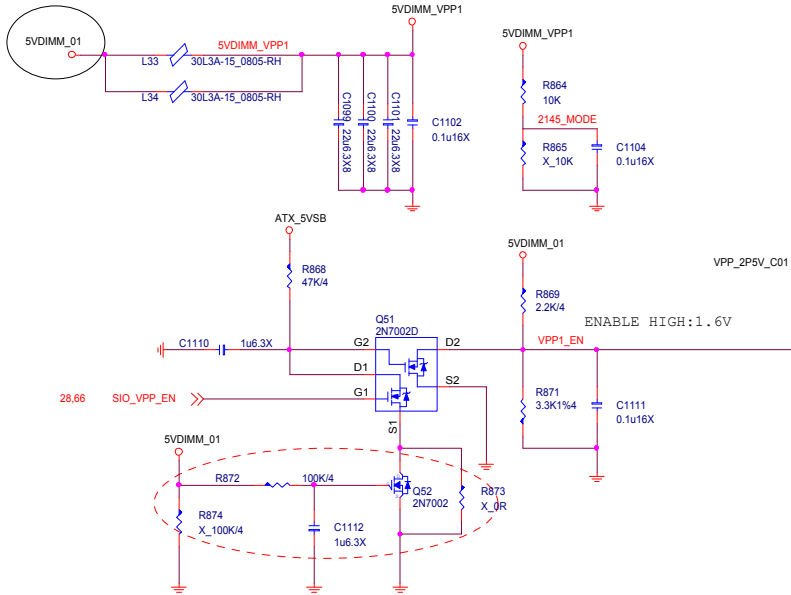 5VDIMM_VPP1
5VDIMM_01
5VDIMM_VPP1
5VDIMM_VPP1
L33
30L3A-15_0805-RH
L34
30L3A-15_0805-RH
C1099
22u6.3X8
C1100
22u6.3X8
C1101
22u6.3X8
C1102
0.1u16X
R864
10K
2145_MODE
R865
X_10K
C1104
0.1u16X
ATX_5VSB
R868
47K/4
5VDIMM_01
VPP_2P5V_C01
R869
2.2K/4
Q51
2N7002D
ENABLE HIGH:1.6V
C1110
1u6.3X
G2
D2
VPP1_EN
D1
S2
G1
28,66
SIO_VPP_EN
S1
R871
3.3K1%4
C1111
0.1u16X
5VDIMM_01
R872
100K/4
Q52
2N7002
R873
X_0R
R874
X_100K/4
C1112
1u6.3X